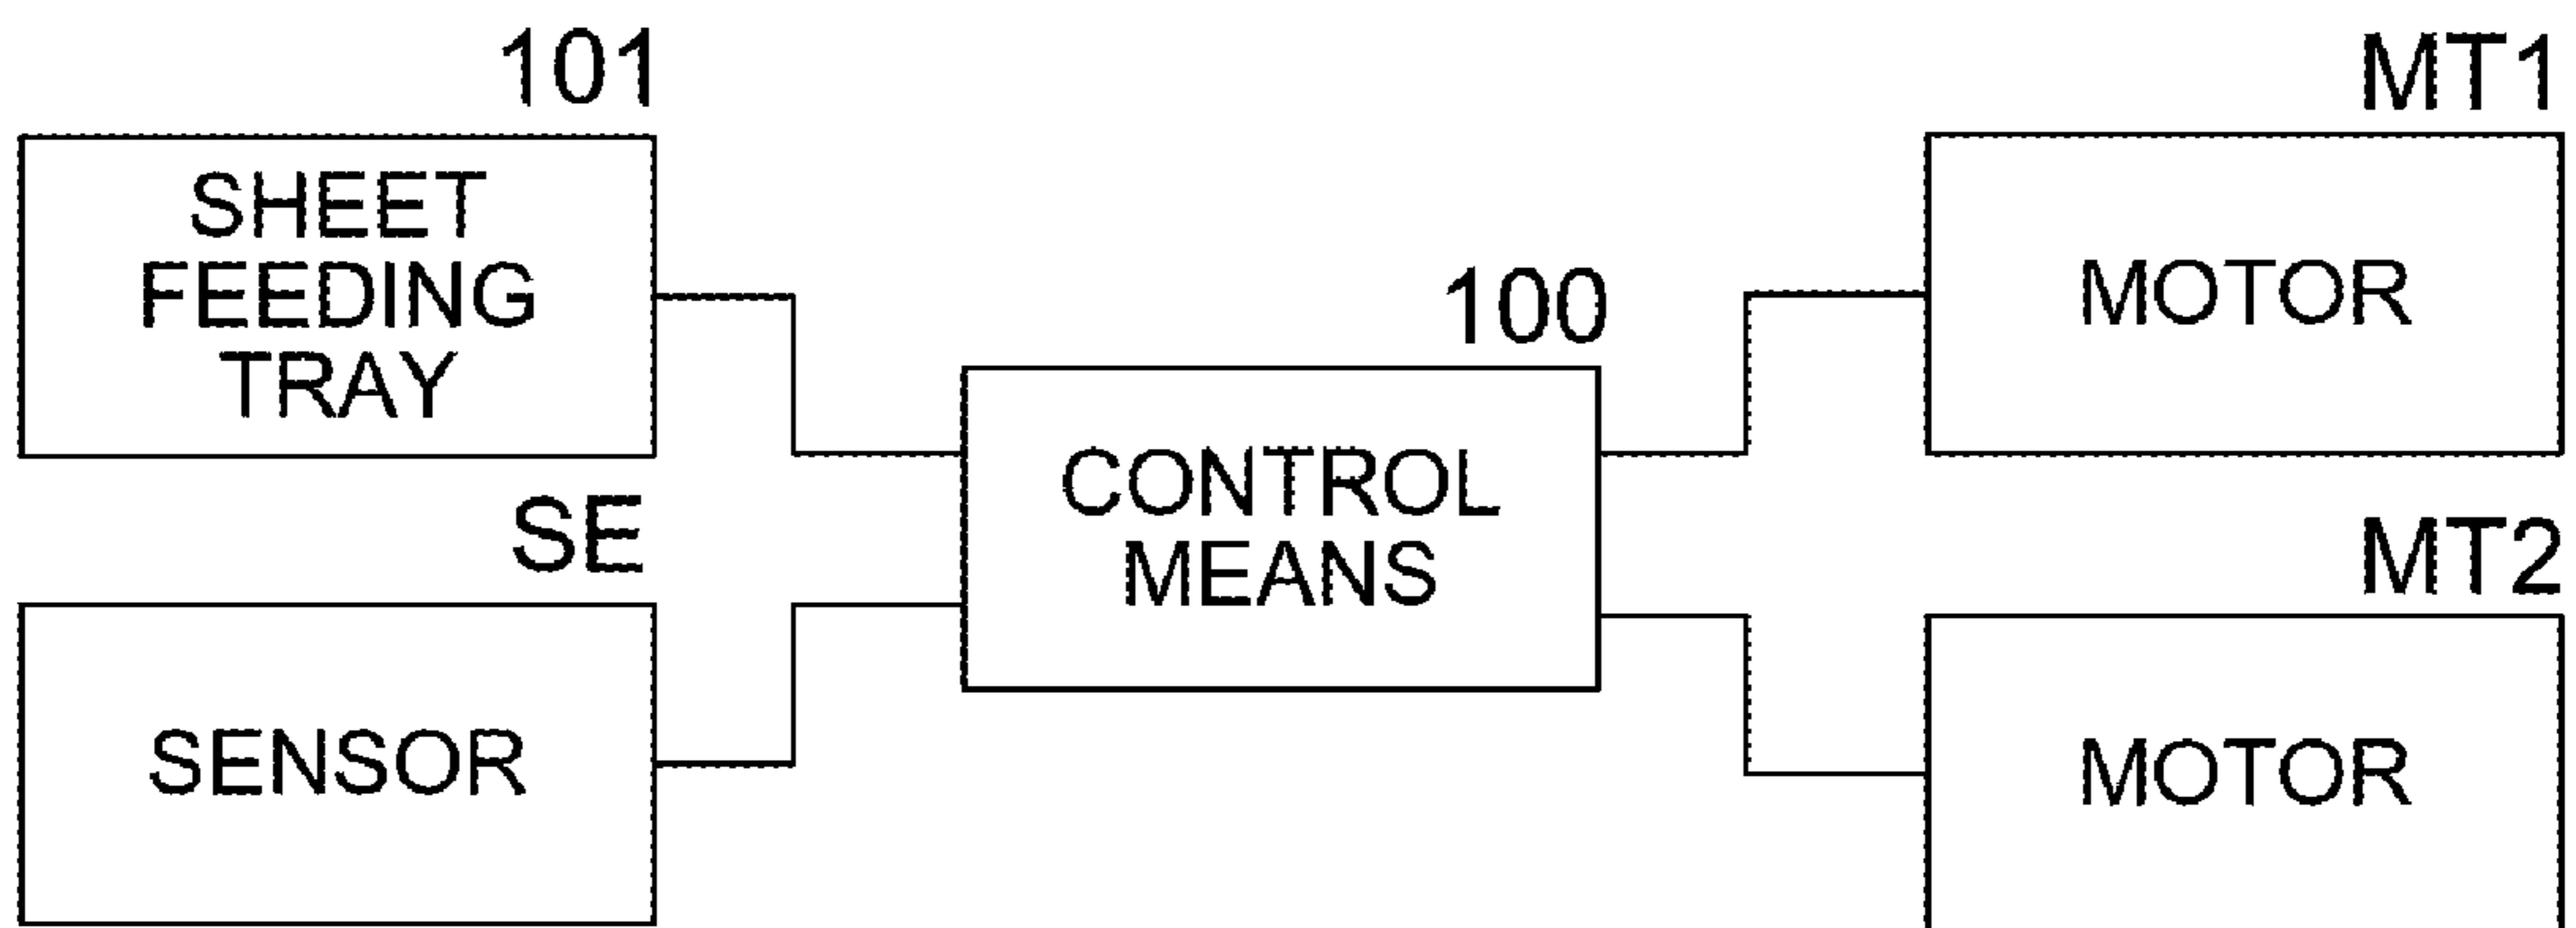 101
SHEET
FEEDING
TRAY
SE
SENSOR
100
CONTROL
MEANS
MT1
MOTOR
MT2
MOTOR